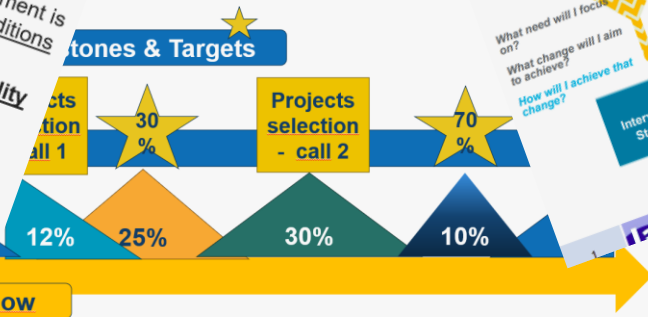 ment is
ditions
lity
tones & Targets
What need will I focus
on?
What change will I aim
to achieve?
How will I achieve that
change?
cts
tion
all 1
30
%
Projects
selection
- call 2
70
%
Inter
St
12%
25%
30%
10%
1
ow